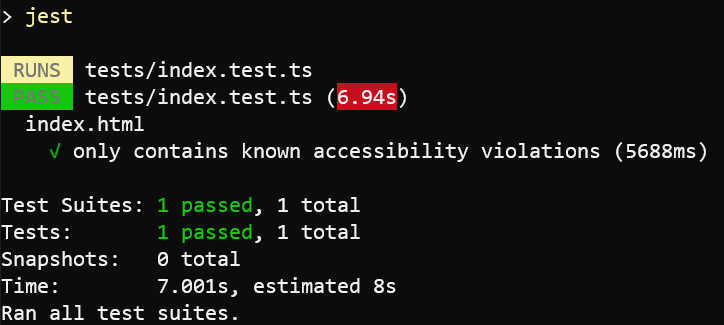 > jest
RUNS tests/index.test.ts
PASS tests/index.test.ts (6.94s)
index.html
√ only contains known accessibility violations (5688ms)
Test Suites: 1 passed, 1 total
Tests: 1 passed, 1 total
Snapshots: 0 total
Time: 7.001s, estimated 8s
Ran all test suites.